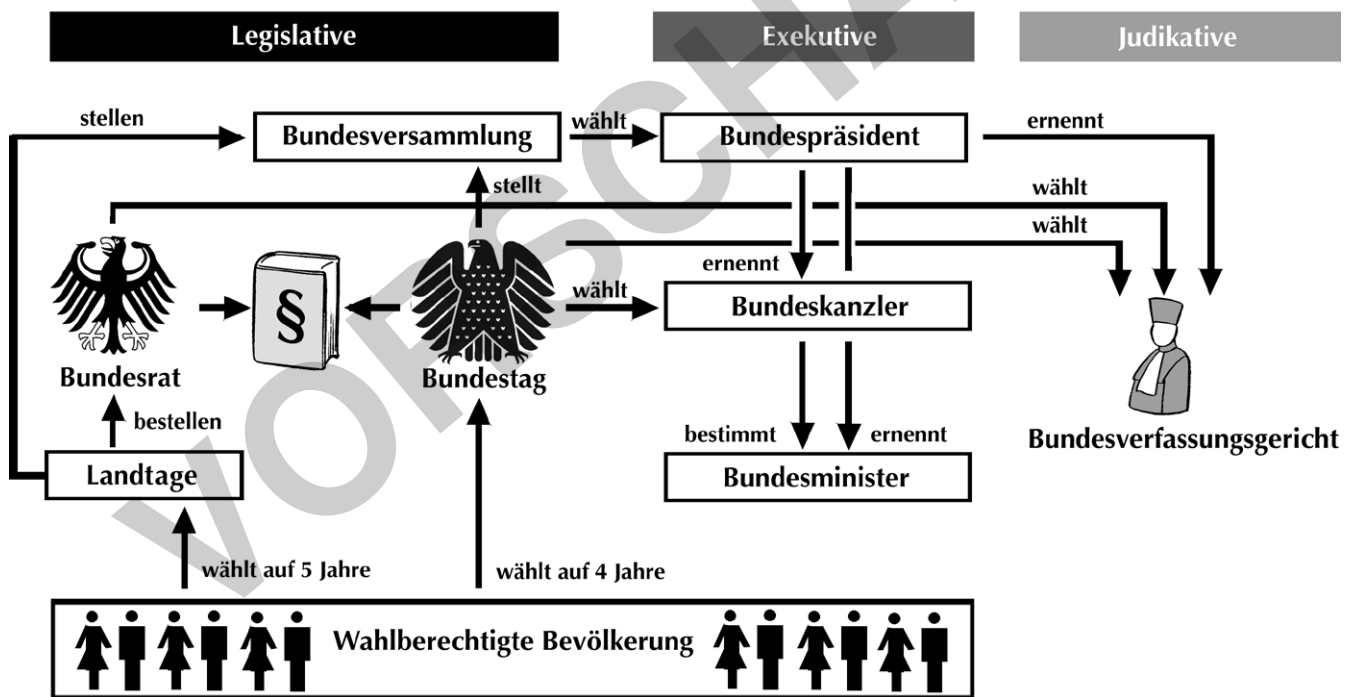 Legislative
Exekutive
Judikative
stellen
Bundesversammlung
wählt
Bundespräsident
ernennt
stellt
wählt
wählt
ernennt
§
wählt
Bundeskanzler
Bundesrat
Bundestag
bestellen
bestimmt
ernennt
Bundesverfassungsgericht
Landtage
Bundesminister
wählt auf 5 Jahre
wählt auf 4 Jahre
Wahlberechtigte Bevölkerung
VORSCHA